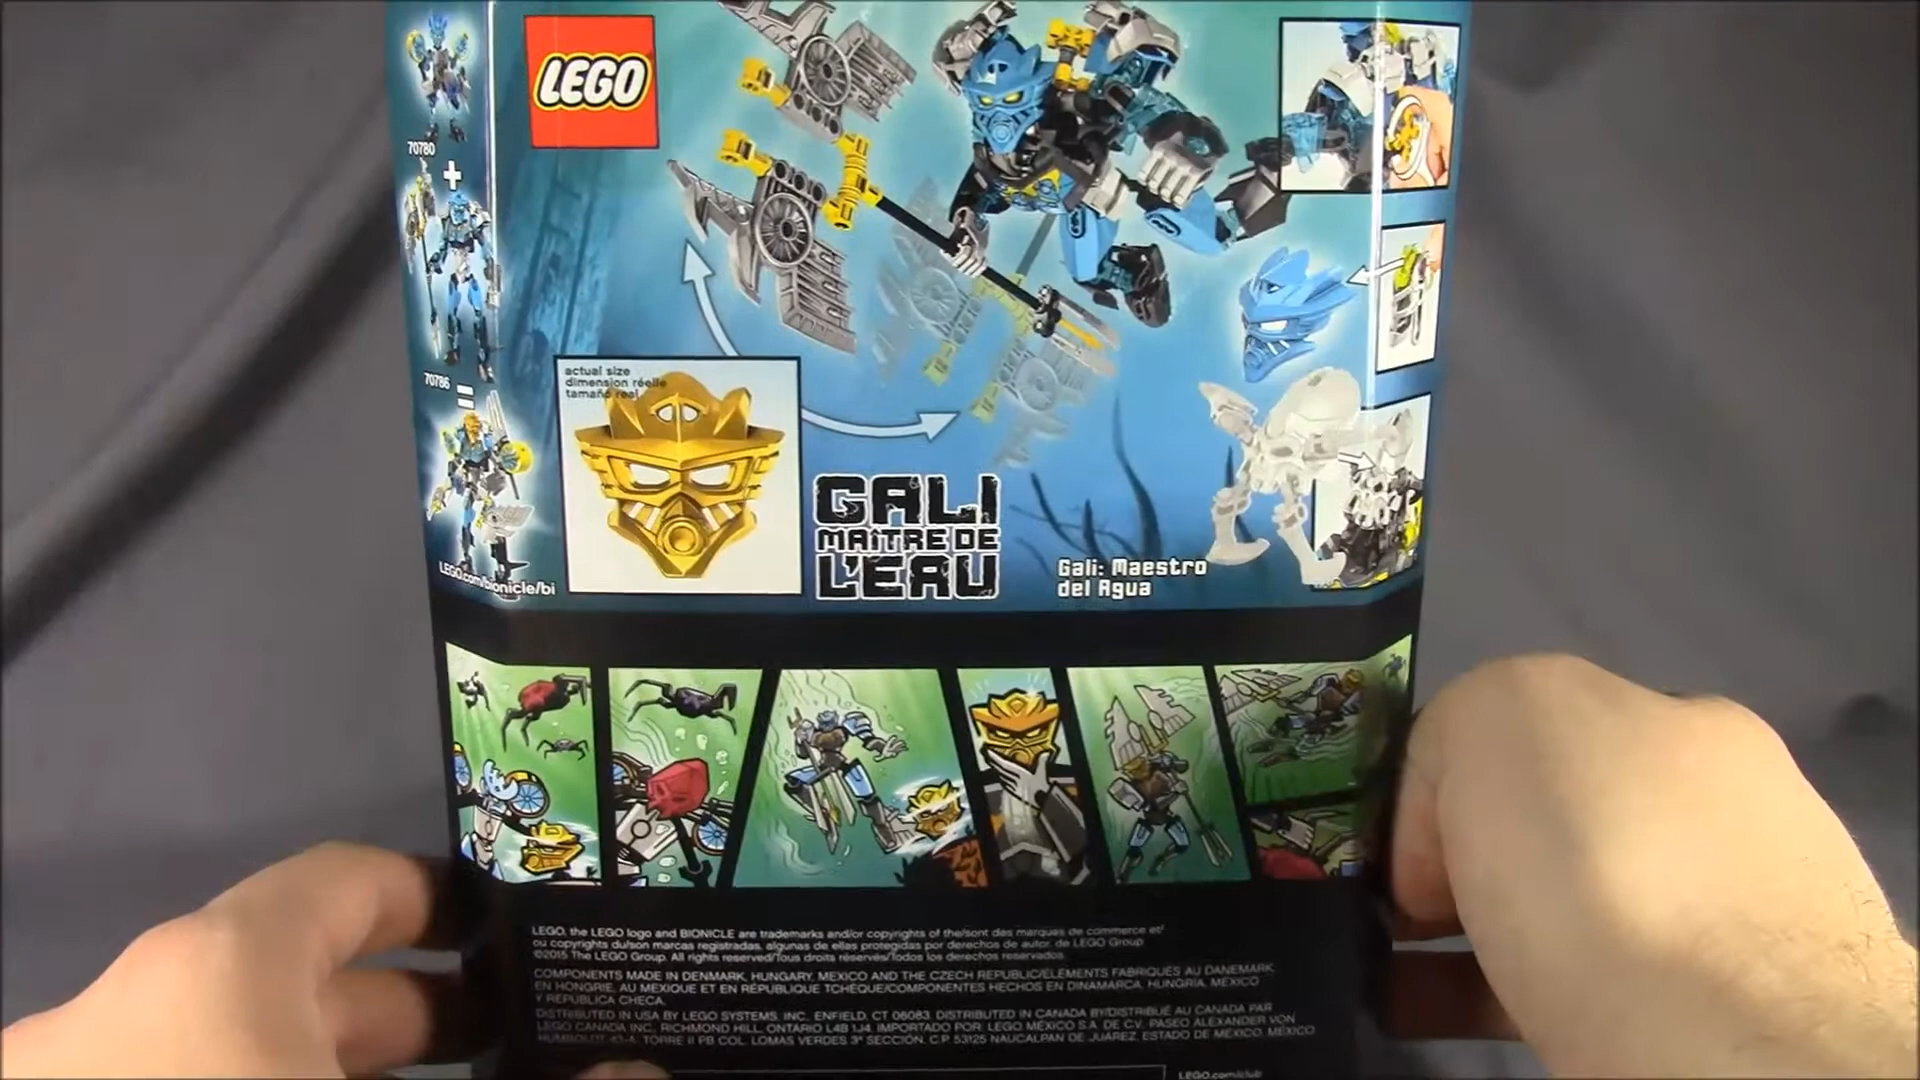 LEGO
70780
+
70786
=
LEGO.com/bionicle/bi
actual size
dimension réelle
tamaño real
GALI
MAÎTRE DE
L'EAU
Gali: Maestro
del Agua
LEGO, the LEGO logo and BIONICLE are trademarks and/or copyrights of the/sont des marques de commerce et/
ou copyrights du/son marcas registradas, algunas de ellas protegidas por derechos de autor, de LEGO Group.
©2015 The LEGO Group. All rights reserved/Tous droits réservés/Todos los derechos reservados.
COMPONENTS MADE IN DENMARK, HUNGARY, MEXICO AND THE CZECH REPUBLIC/ÉLÉMENTS FABRIQUÉS AU DANEMARK,
EN HONGRIE, AU MEXIQUE ET EN RÉPUBLIQUE TCHÈQUE/COMPONENTES HECHOS EN DINAMARCA, HUNGRÍA, MÉXICO
Y REPÚBLICA CHECA.
DISTRIBUTED IN USA BY LEGO SYSTEMS, INC., ENFIELD, CT 06083. DISTRIBUTED IN CANADA BY/DISTRIBUÉ AU CANADA PAR
LEGO CANADA INC., RICHMOND HILL, ONTARIO L4B 1J4. IMPORTADO POR: LEGO MÉXICO S.A. DE C.V. PASEO ALEXANDER VON
HUMBOLDT 43-A, TORRE II PB COL. LOMAS VERDES 3ª SECCIÓN, C.P. 53125 NAUCALPAN DE JUÁREZ, ESTADO DE MÉXICO, MÉXICO
LEGO.com/club